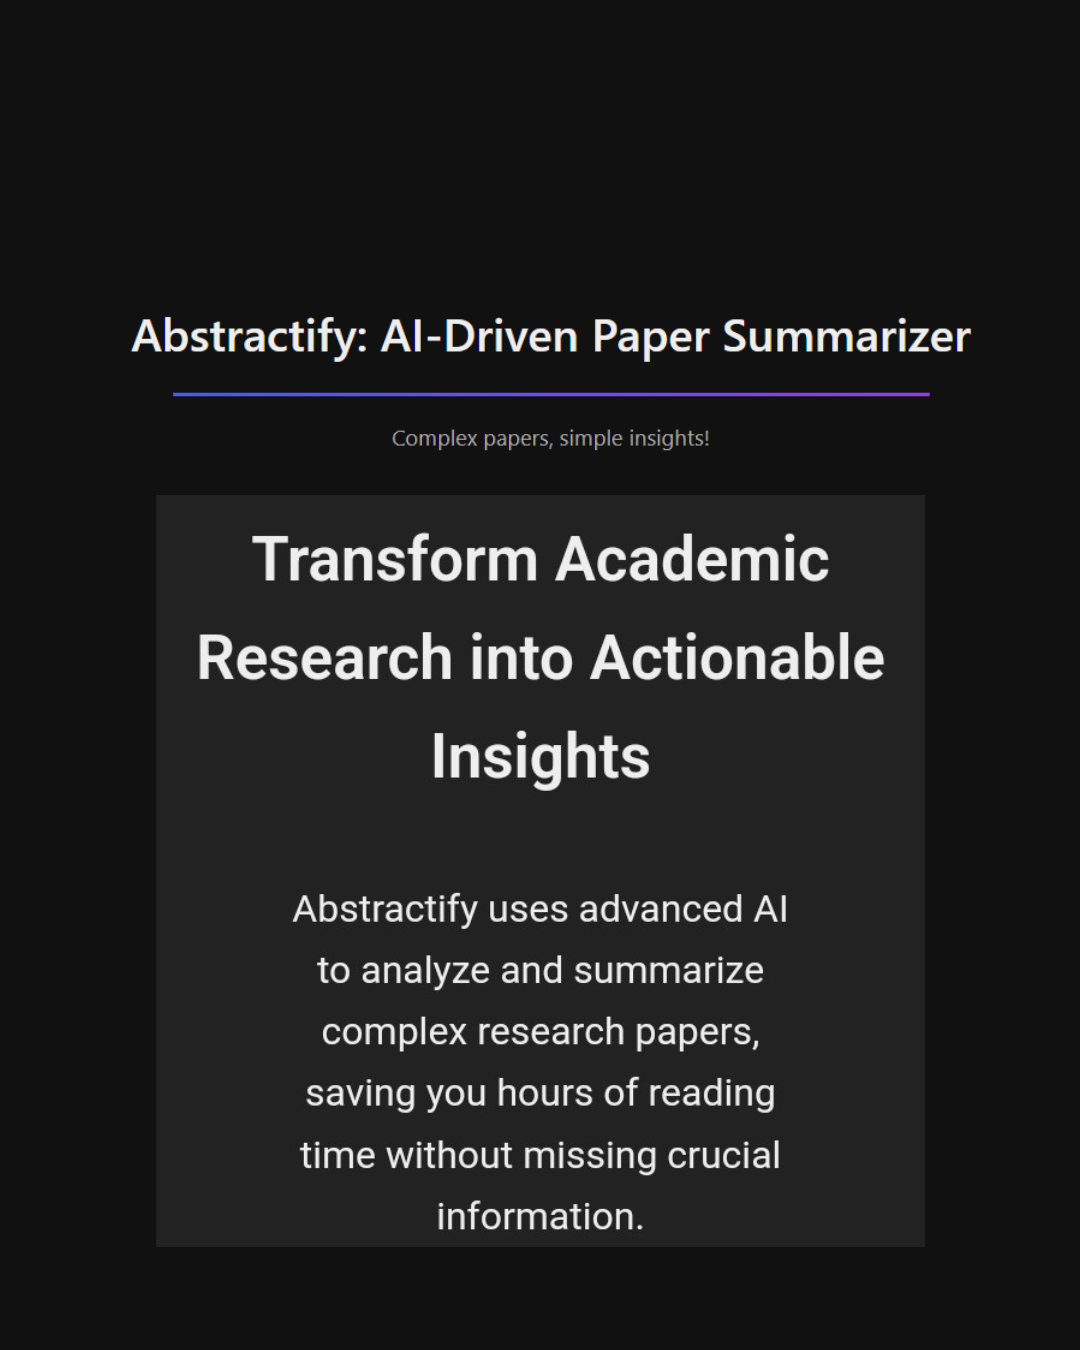 Abstractify: AI-Driven Paper Summarizer
Complex papers, simple insights!
Transform Academic
Research into Actionable
Insights
Abstractify uses advanced AI
to analyze and summarize
complex research papers,
saving you hours of reading
time without missing crucial
information.